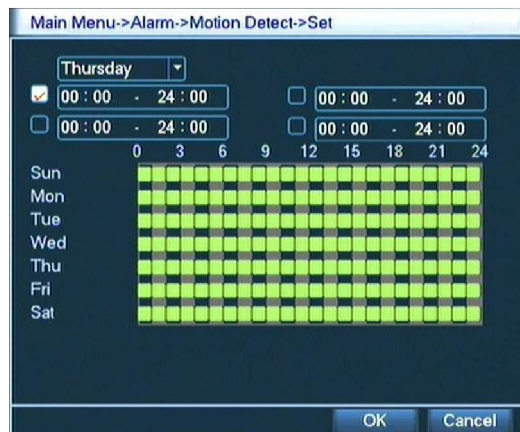 Main Menu->Alarm->Motion Detect->Set
Thursday
00 : 00 - 24 : 00 00 : 00 - 24 : 00
00 : 00 - 24 : 00 00 : 00 - 24 : 00
0 3 6 9 12 15 18 21 24
Sun
Mon
Tue
Wed
Thu
Fri
Sat
OK Cancel